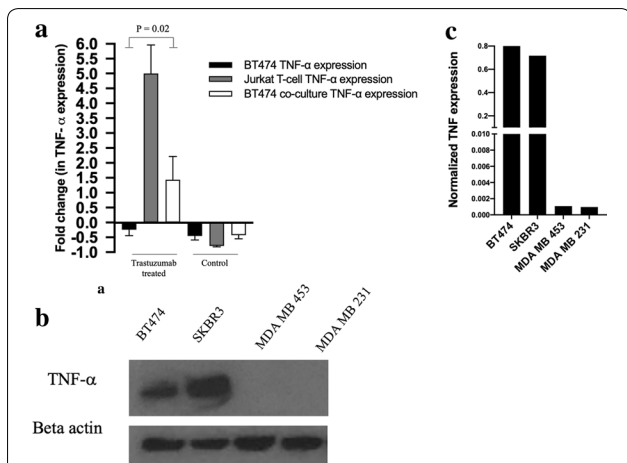 a
P = 0.02
Fold change (in TNF- α expression)
6.0
5.5
5.0
4.5
4.0
3.5
3.0
2.5
2.0
1.5
1.0
0.5
-0.0
-0.5
-1.0
BT474 TNF-α expression
Jurkat T-cell TNF-α expression
BT474 co-culture TNF-α expression
Trastuzumab
treated
Control
a
c
Normalized TNF expression
0.8
0.6
0.4
0.2
0.010
0.008
0.006
0.004
0.002
0.000
BT474
SKBR3
MDA MB 453
MDA MB 231
b
BT474
SKBR3
MDA MB 453
MDA MB 231
TNF-α
Beta actin